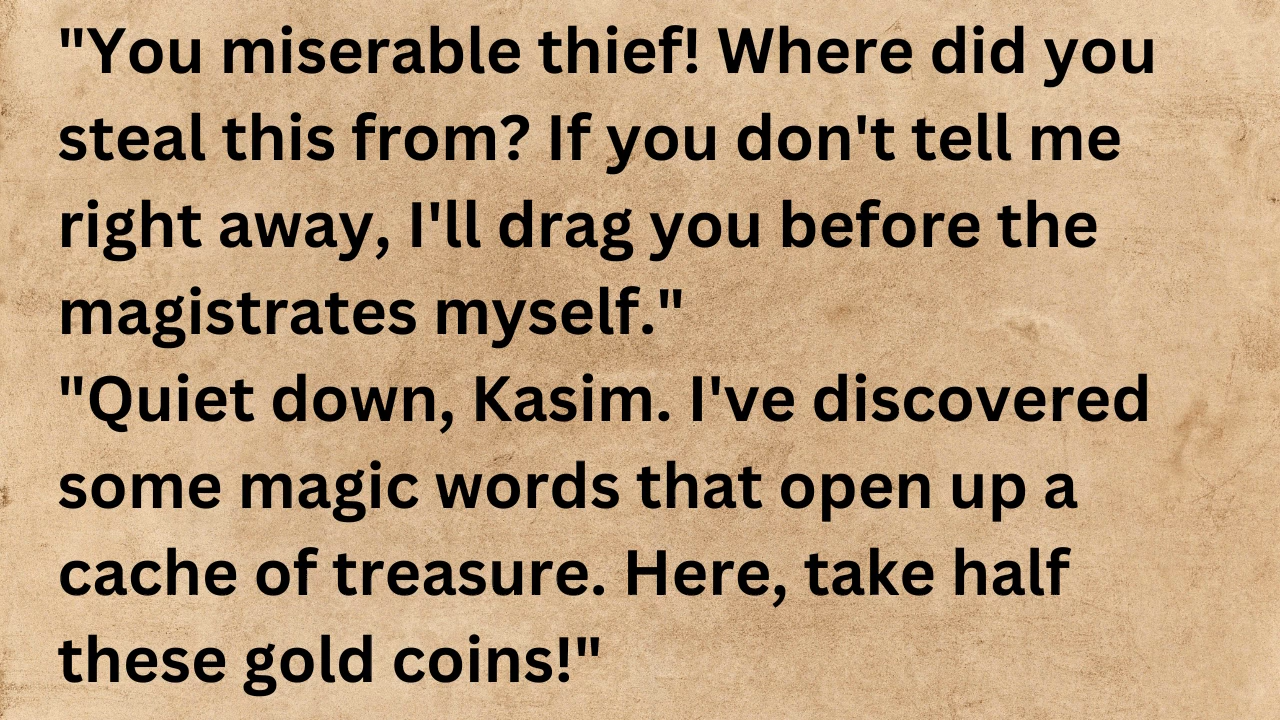 "You miserable thief! Where did you
steal this from? If you don't tell me
right away, I'll drag you before the
magistrates myself."
"Quiet down, Kasim. I've discovered
some magic words that open up a
cache of treasure. Here, take half
these gold coins!"